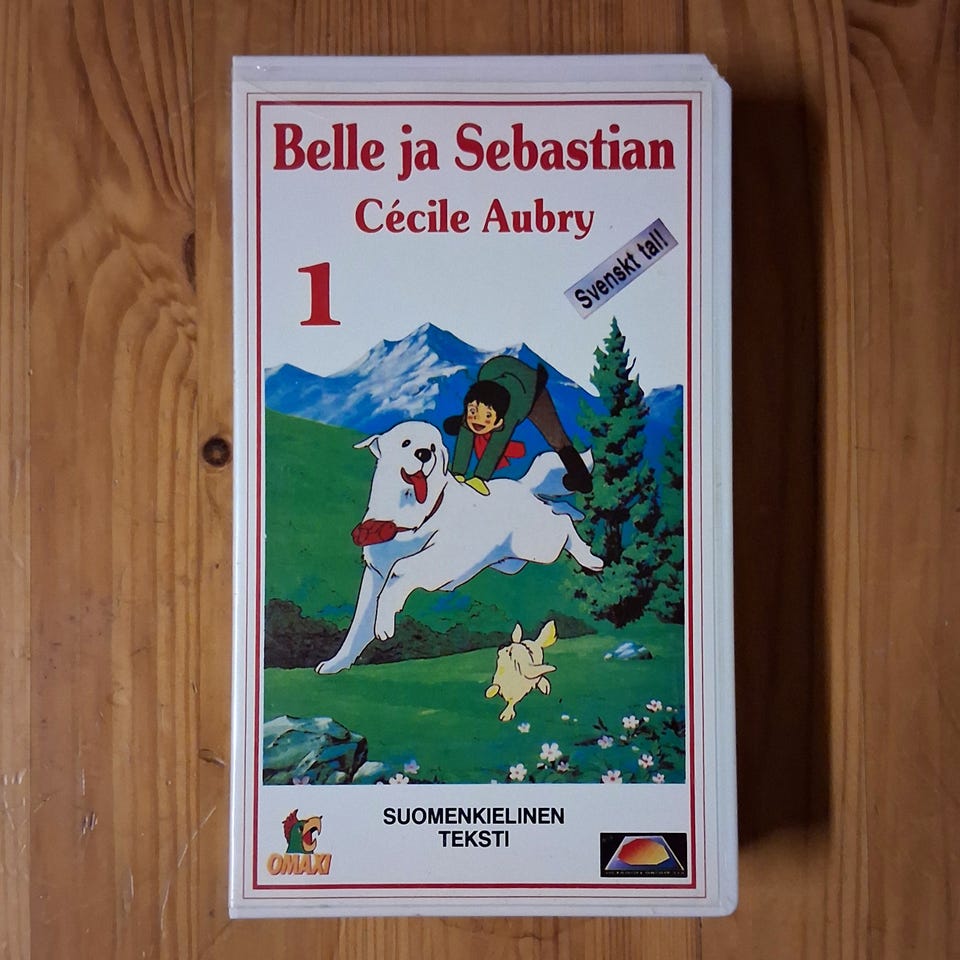 Belle ja Sebastian
Cécile Aubry
1
Svenskt tal!
SUOMENKIELINEN
TEKSTI
OMAXI